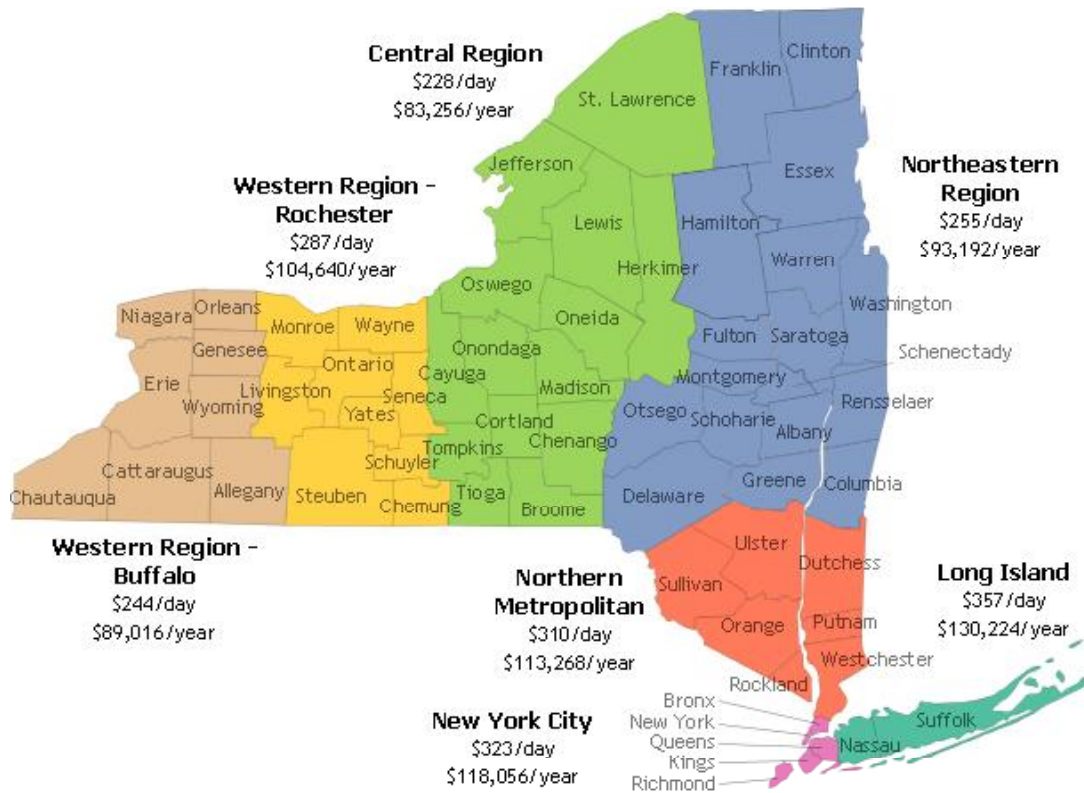 Central Region
$228/day
$83,256/year
Western Region -
Rochester
$287/day
$104,640/year
Northeastern
Region
$255/day
$93,192/year
Western Region -
Buffalo
$244/day
$89,016/year
Northern
Metropolitan
$310/day
$113,268/year
Long Island
$357/day
$130,224/year
New York City
$323/day
$118,056/year
Clinton
Franklin
St. Lawrence
Jefferson
Essex
Lewis
Hamilton
Warren
Herkimer
Oswego
Washington
Orleans
Niagara
Oneida
Monroe
Wayne
Fulton
Saratoga
Genesee
Onondaga
Schenectady
Ontario
Cayuga
Montgomery
Erie
Livingston
Seneca
Madison
Rensselaer
Wyoming
Yates
Cortland
Otsego
Schoharie
Albany
Chenango
Tompkins
Schuyler
Cattaraugus
Chautauqua
Allegany
Steuben
Chemung
Tioga
Broome
Delaware
Greene
Columbia
Ulster
Dutchess
Sullivan
Orange
Putnam
Westchester
Rockland
Bronx
New York
Queens
Kings
Richmond
Nassau
Suffolk